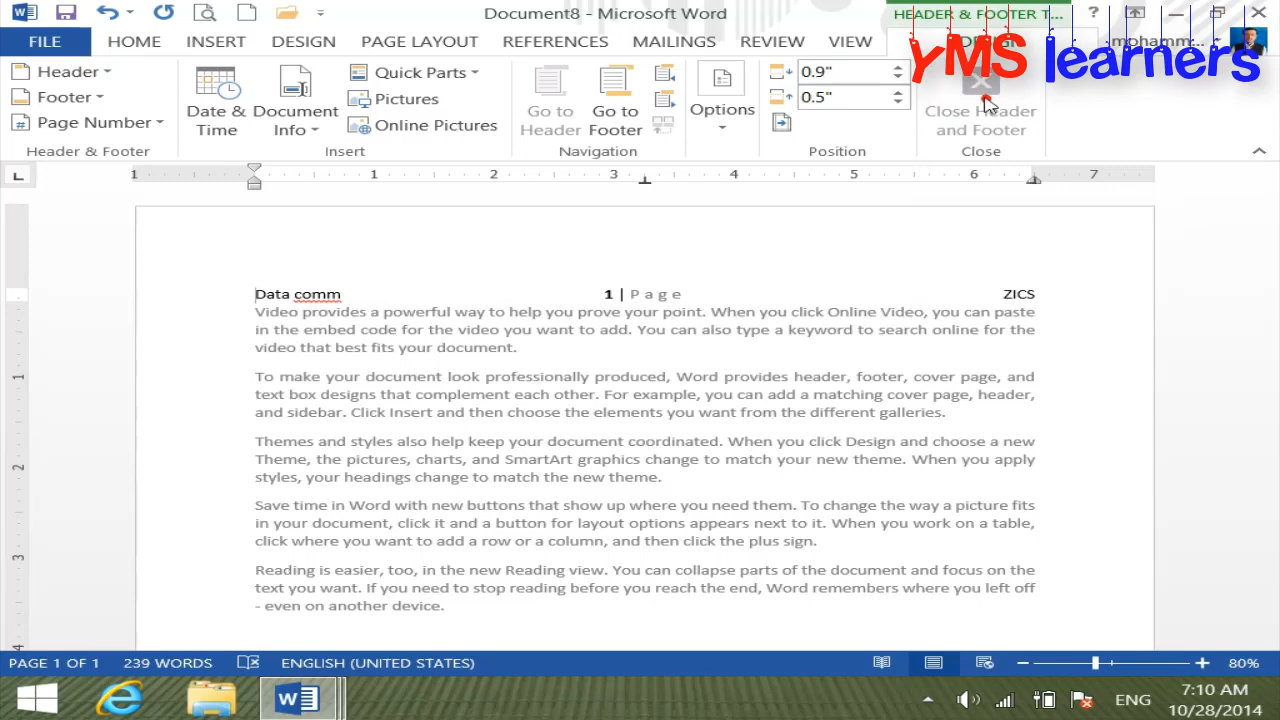 Document8 - Microsoft Word
HEADER & FOOTER T...
?
FILE HOME INSERT DESIGN PAGE LAYOUT REFERENCES MAILINGS REVIEW VIEW
mohamm...
YMS learners
Header
Footer
Page Number
Header & Footer
Date & Time
Document Info
Quick Parts
Pictures
Online Pictures
Insert
Go to Header
Go to Footer
Navigation
Options
0.9"
0.5"
Position
Close Header and Footer
Close
L
1 1 2 3 4 5 6 7
Data comm 1 | P a g e ZICS
Video provides a powerful way to help you prove your point. When you click Online Video, you can paste
in the embed code for the video you want to add. You can also type a keyword to search online for the
video that best fits your document.
To make your document look professionally produced, Word provides header, footer, cover page, and
text box designs that complement each other. For example, you can add a matching cover page, header,
and sidebar. Click Insert and then choose the elements you want from the different galleries.
Themes and styles also help keep your document coordinated. When you click Design and choose a new
Theme, the pictures, charts, and SmartArt graphics change to match your new theme. When you apply
styles, your headings change to match the new theme.
Save time in Word with new buttons that show up where you need them. To change the way a picture fits
in your document, click it and a button for layout options appears next to it. When you work on a table,
click where you want to add a row or a column, and then click the plus sign.
Reading is easier, too, in the new Reading view. You can collapse parts of the document and focus on the
text you want. If you need to stop reading before you reach the end, Word remembers where you left off
- even on another device.
1
2
3
4
PAGE 1 OF 1 239 WORDS ENGLISH (UNITED STATES) 80%
ENG
7:10 AM
10/28/2014